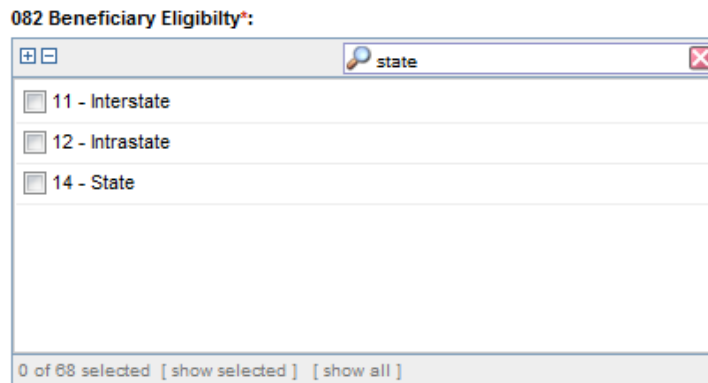 082 Beneficiary Eligibilty*:
state
11 - Interstate
12 - Intrastate
14 - State
0 of 68 selected [ show selected ] [ show all ]